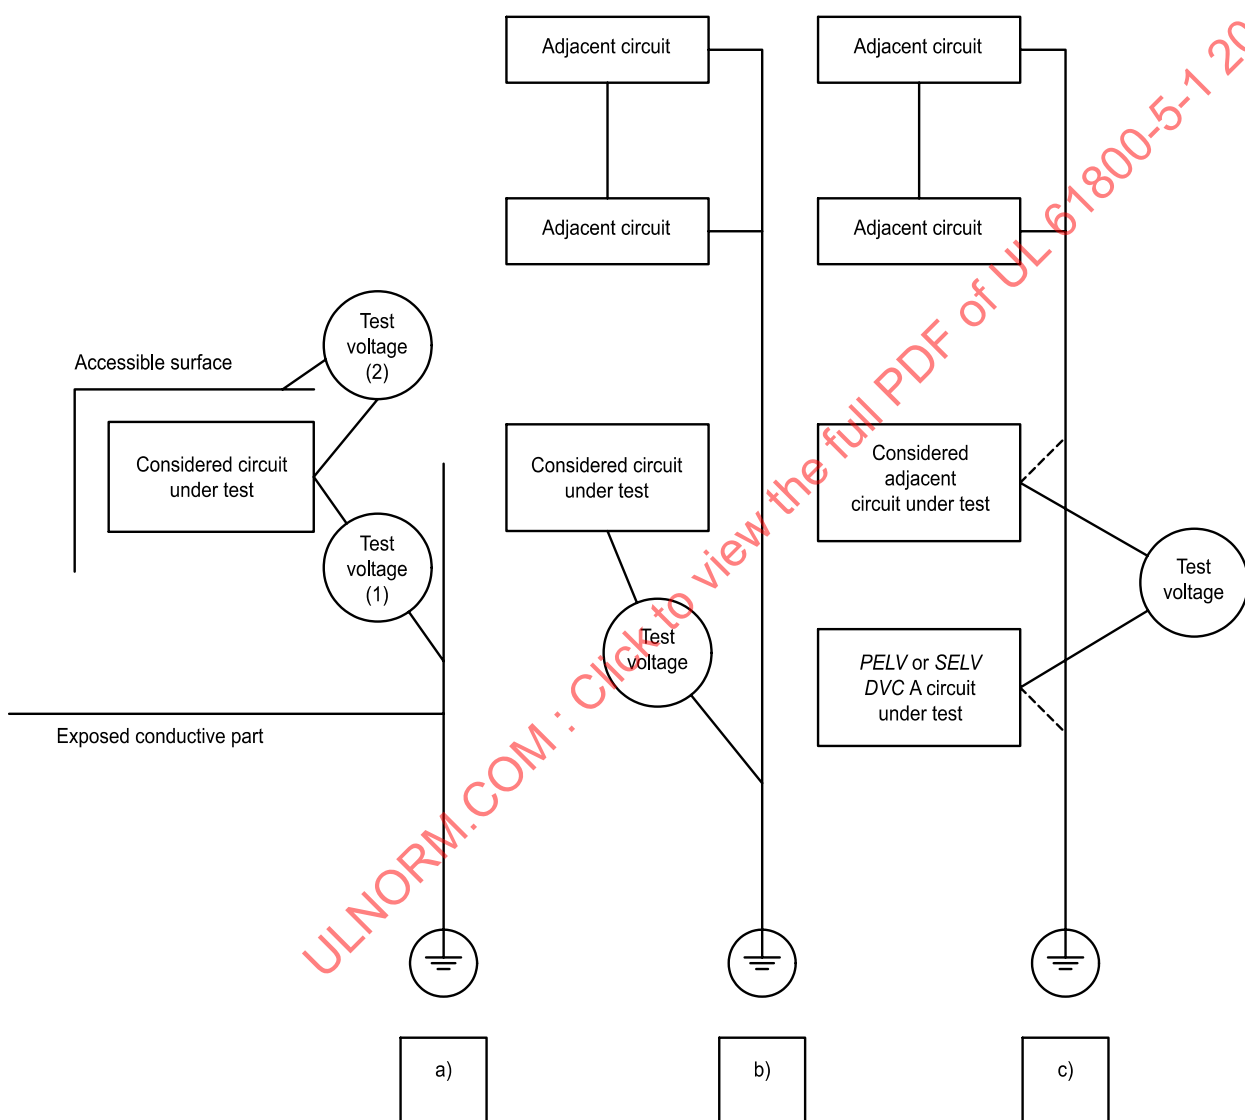 Adjacent circuit
Adjacent circuit
Adjacent circuit
Adjacent circuit
Test
voltage
(2)
Accessible surface
Considered circuit
under test
Test
voltage
(1)
Exposed conductive part
Considered circuit
under test
Test
voltage
Considered
adjacent
circuit under test
Test
voltage
PELV or SELV
DVC A circuit
under test
a)
b)
c)
ULNORM.COM : Click to view the full PDF of UL 61800-5-1 20